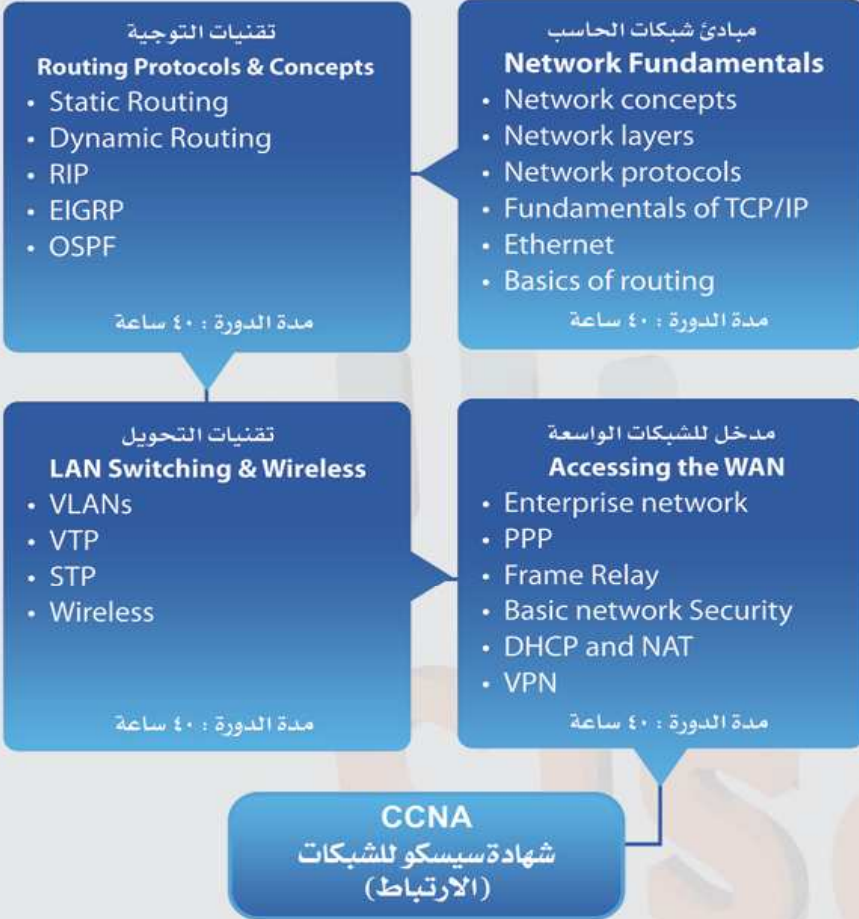 مبادئ شبكات الحاسب
Network Fundamentals
• Network concepts
• Network layers
• Network protocols
• Fundamentals of TCP/IP
• Ethernet
• Basics of routing
مدة الدورة : ٤٠ ساعة
تقنيات التوجية
Routing Protocols & Concepts
• Static Routing
• Dynamic Routing
• RIP
• EIGRP
• OSPF
مدة الدورة : ٤٠ ساعة
تقنيات التحويل
LAN Switching & Wireless
• VLANs
• VTP
• STP
• Wireless
مدة الدورة : ٤٠ ساعة
مدخل للشبكات الواسعة
Accessing the WAN
• Enterprise network
• PPP
• Frame Relay
• Basic network Security
• DHCP and NAT
• VPN
مدة الدورة : ٤٠ ساعة
CCNA
شهادة سيسكو للشبكات
(الارتباط)